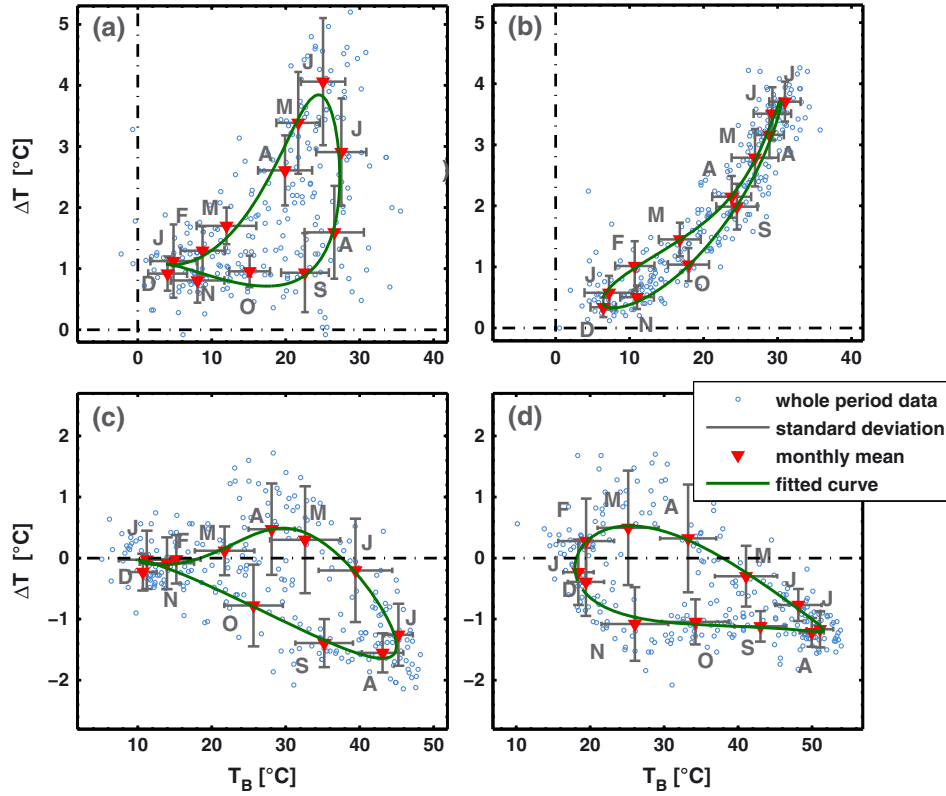 (a)
(b)
5
4
3
2
1
0
ΔT [°C]
J
M
A
J
F
M
J
D
N
O
S
A
0
10
20
30
40
5
4
3
2
1
0
J
J
M
A
A
S
M
F
O
J
D
N
0
10
20
30
40
(c)
(d)
2
1
0
−1
−2
ΔT [°C]
J
F
M
A
M
J
D
N
O
S
J
A
10
20
30
40
50
T_B [°C]
2
1
0
−1
−2
F
M
A
M
J
J
J
D
N
O
S
A
10
20
30
40
50
T_B [°C]
whole period data
standard deviation
monthly mean
fitted curve